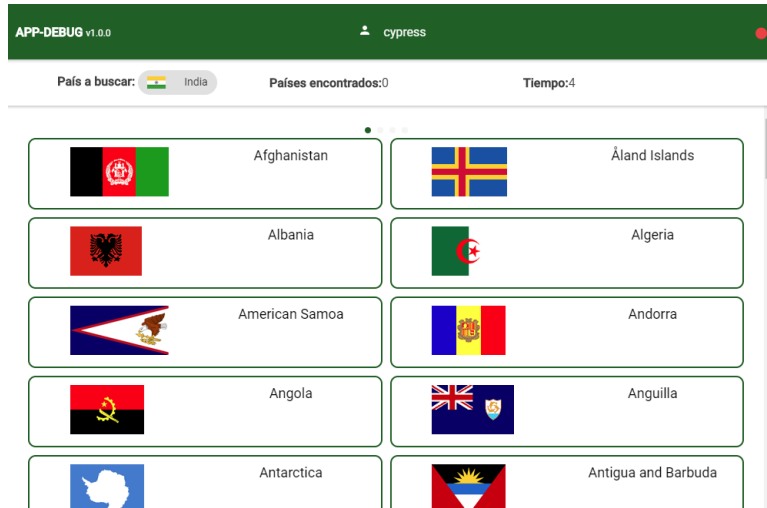 APP-DEBUG v1.0.0 cypress
País a buscar: India Países encontrados:0 Tiempo:4
Afghanistan Åland Islands
Albania Algeria
American Samoa Andorra
Angola Anguilla
Antarctica Antigua and Barbuda